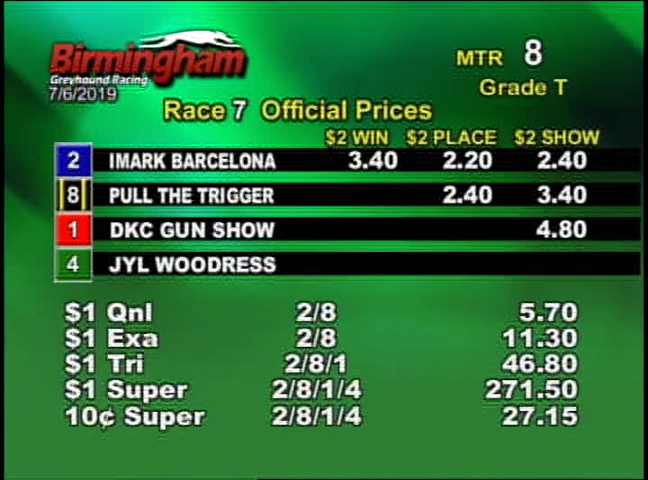 Birmingham
Greyhound Racing
7/6/2019
MTR 8
Grade T
Race 7 Official Prices
$2 WIN $2 PLACE $2 SHOW
2 IMARK BARCELONA 3.40 2.20 2.40
8 PULL THE TRIGGER 2.40 3.40
1 DKC GUN SHOW 4.80
4 JYL WOODRESS
$1 Qnl 2/8 5.70
$1 Exa 2/8 11.30
$1 Tri 2/8/1 46.80
$1 Super 2/8/1/4 271.50
10¢ Super 2/8/1/4 27.15